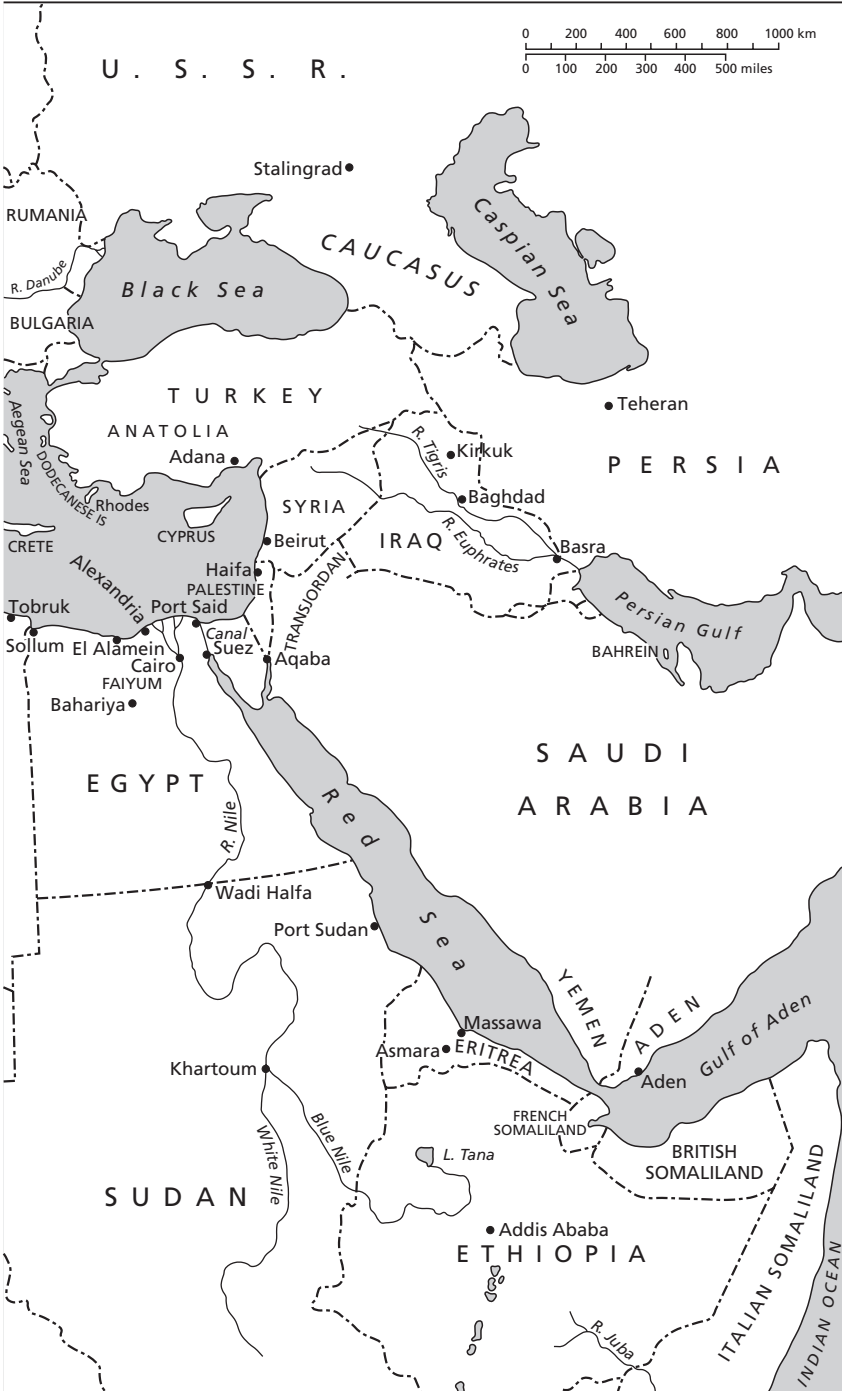 0 200 400 600 800 1000 km
0 100 200 300 400 500 miles
U. S. S. R.
Stalingrad
RUMANIA
CAUCASUS
Caspian Sea
R. Danube
Black Sea
BULGARIA
TURKEY
Teheran
Aegean Sea
ANATOLIA
Adana
R. Tigris
Kirkuk
PERSIA
DODECANESE IS
Rhodes
SYRIA
Baghdad
CYPRUS
CRETE
Beirut
IRAQ
R. Euphrates
Basra
Alexandria
Haifa
PALESTINE
TRANSJORDAN
Tobruk
Port Said
Persian Gulf
Sollum
El Alamein
Canal
Suez
Cairo
Aqaba
BAHREIN
FAIYUM
Bahariya
SAUDI
ARABIA
EGYPT
Red Sea
R. Nile
Wadi Halfa
Port Sudan
YEMEN
ADEN
Massawa
Gulf of Aden
Asmara
ERITREA
Khartoum
Aden
FRENCH
SOMALILAND
Blue Nile
White Nile
L. Tana
BRITISH
SOMALILAND
SUDAN
Addis Ababa
ETHIOPIA
ITALIAN SOMALILAND
INDIAN OCEAN
R. Juba